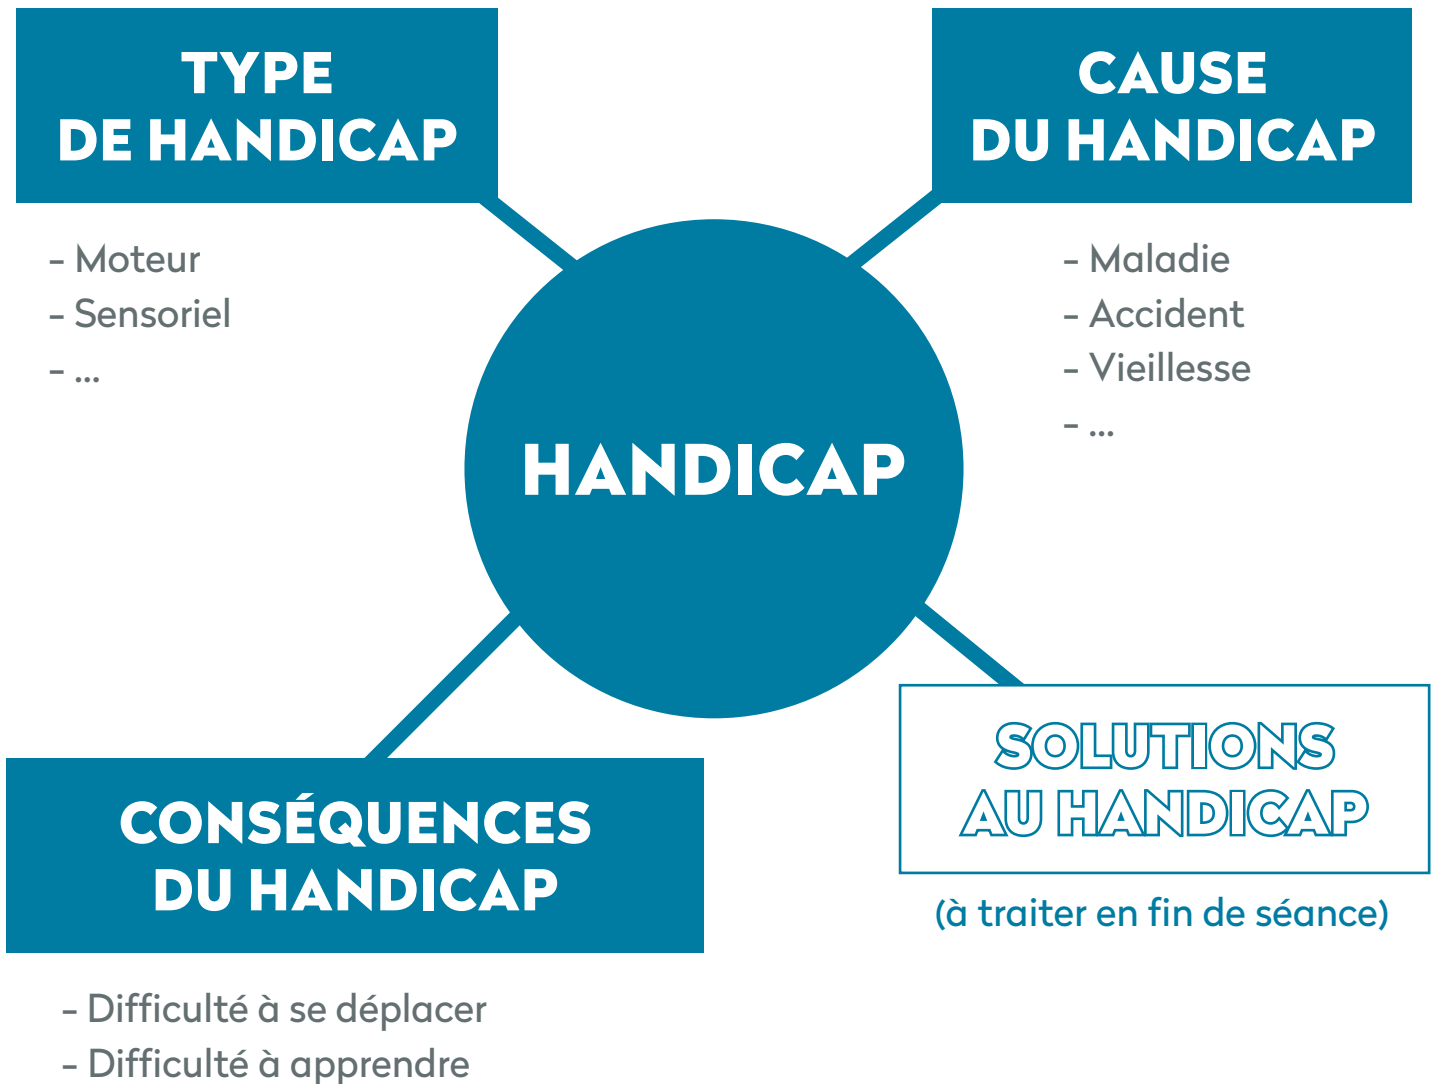 TYPE
DE HANDICAP
- Moteur
- Sensoriel
- ...
CAUSE
DU HANDICAP
- Maladie
- Accident
- Vieillesse
- ...
HANDICAP
CONSÉQUENCES
DU HANDICAP
- Difficulté à se déplacer
- Difficulté à apprendre
SOLUTIONS
AU HANDICAP
(à traiter en fin de séance)